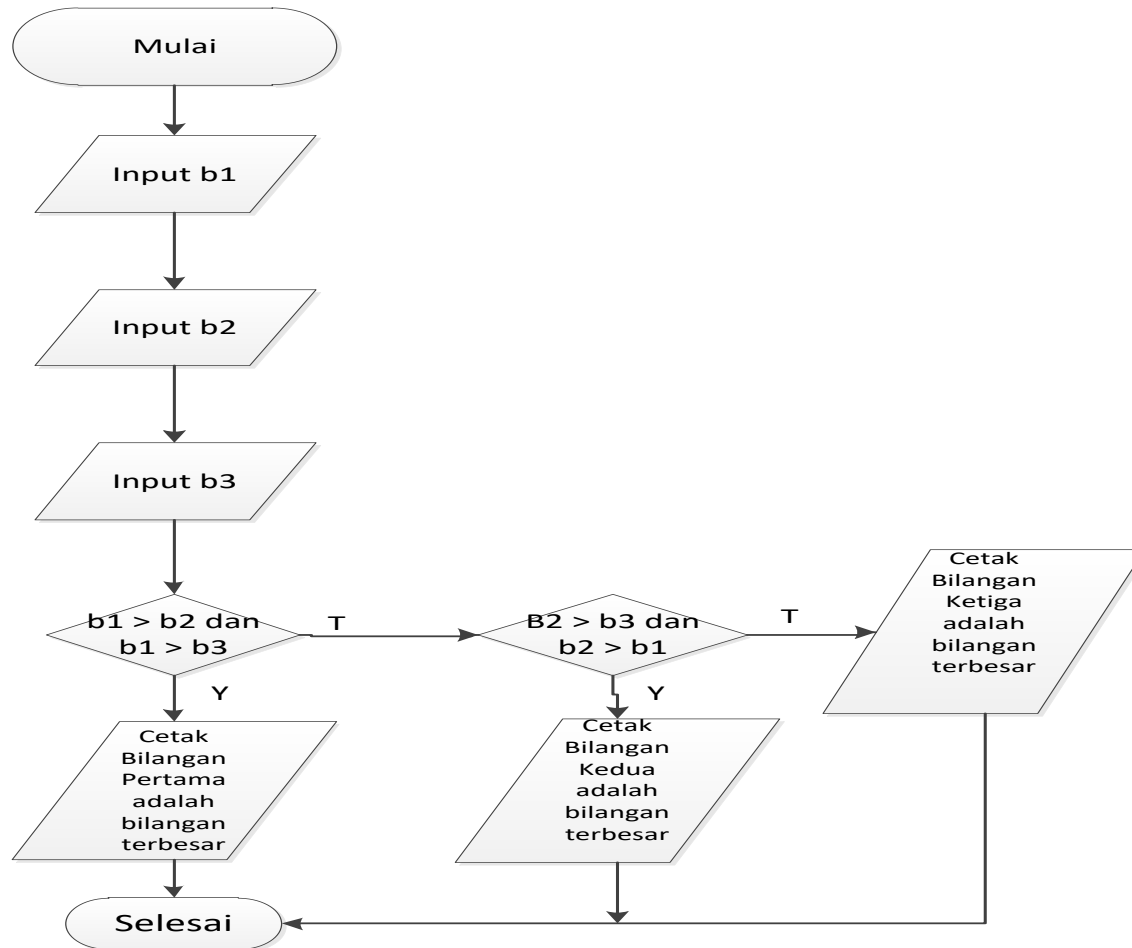 Mulai
Input b1
Input b2
Input b3
b1 > b2 dan
b1 > b3
T
Y
B2 > b3 dan
b2 > b1
T
Y
Cetak
Bilangan
Ketiga
adalah
bilangan
terbesar
Cetak
Bilangan
Pertama
adalah
bilangan
terbesar
Cetak
Bilangan
Kedua
adalah
bilangan
terbesar
Selesai